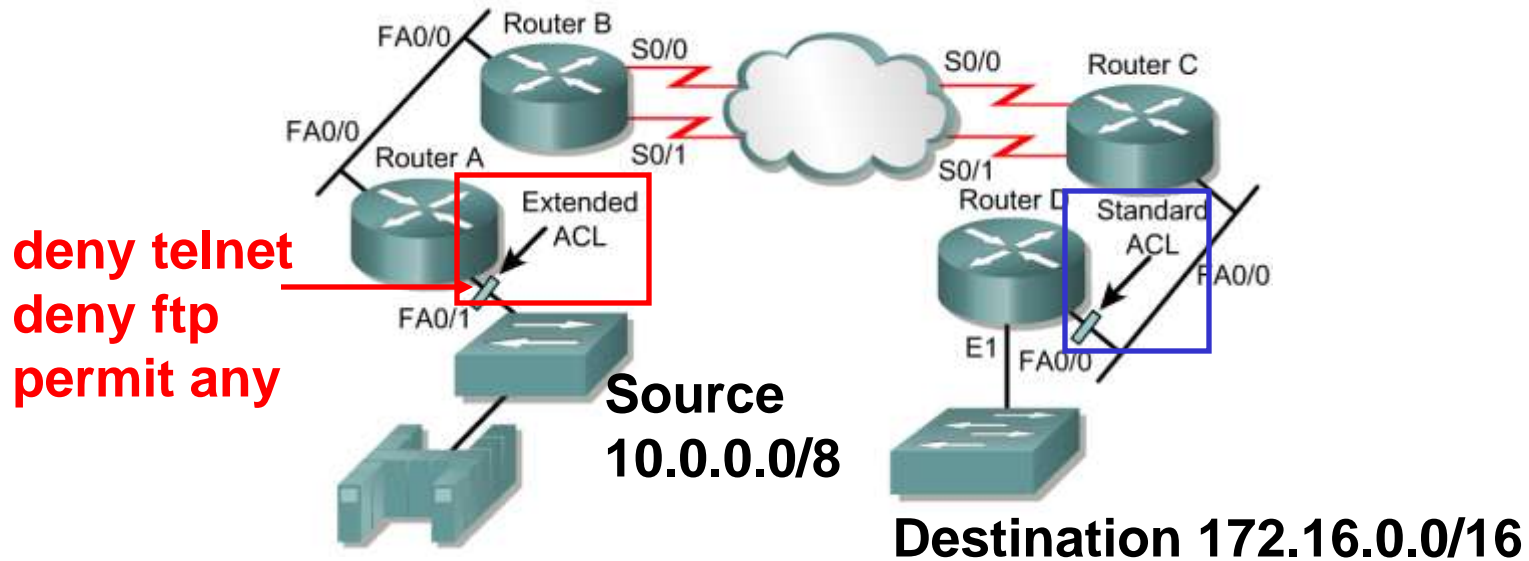 FA0/0
Router B
S0/0
S0/1
FA0/0
Router A
Extended
ACL
FA0/1
deny telnet
deny ftp
permit any
Source
10.0.0.0/8
S0/0
Router C
S0/1
Router D
Standard
ACL
FA0/0
E1
FA0/0
Destination 172.16.0.0/16